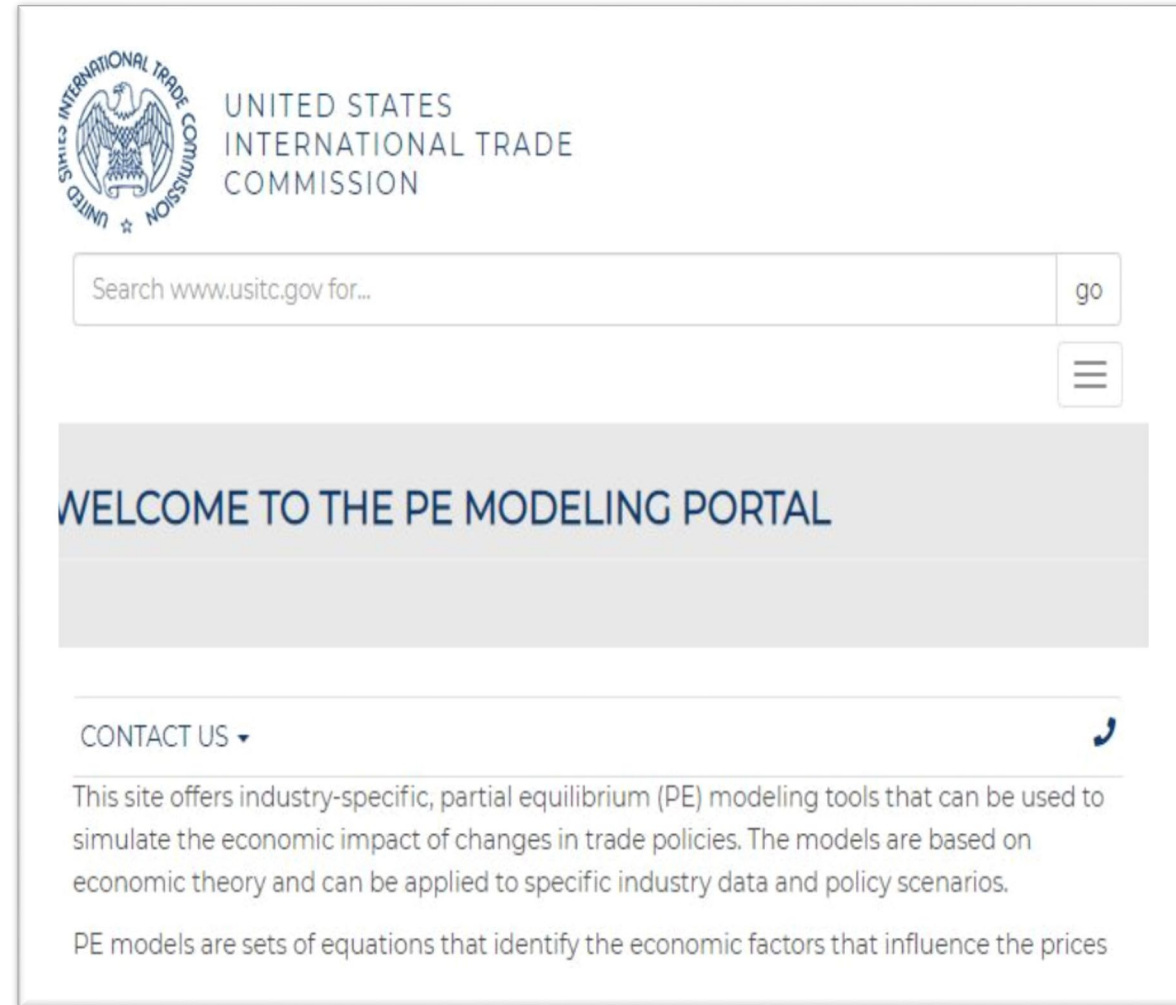 UNITED STATES INTERNATIONAL TRADE COMMISSION
UNITED STATES
INTERNATIONAL TRADE
COMMISSION
Search www.usitc.gov for...
go
WELCOME TO THE PE MODELING PORTAL
CONTACT US
This site offers industry-specific, partial equilibrium (PE) modeling tools that can be used to
simulate the economic impact of changes in trade policies. The models are based on
economic theory and can be applied to specific industry data and policy scenarios.
PE models are sets of equations that identify the economic factors that influence the prices